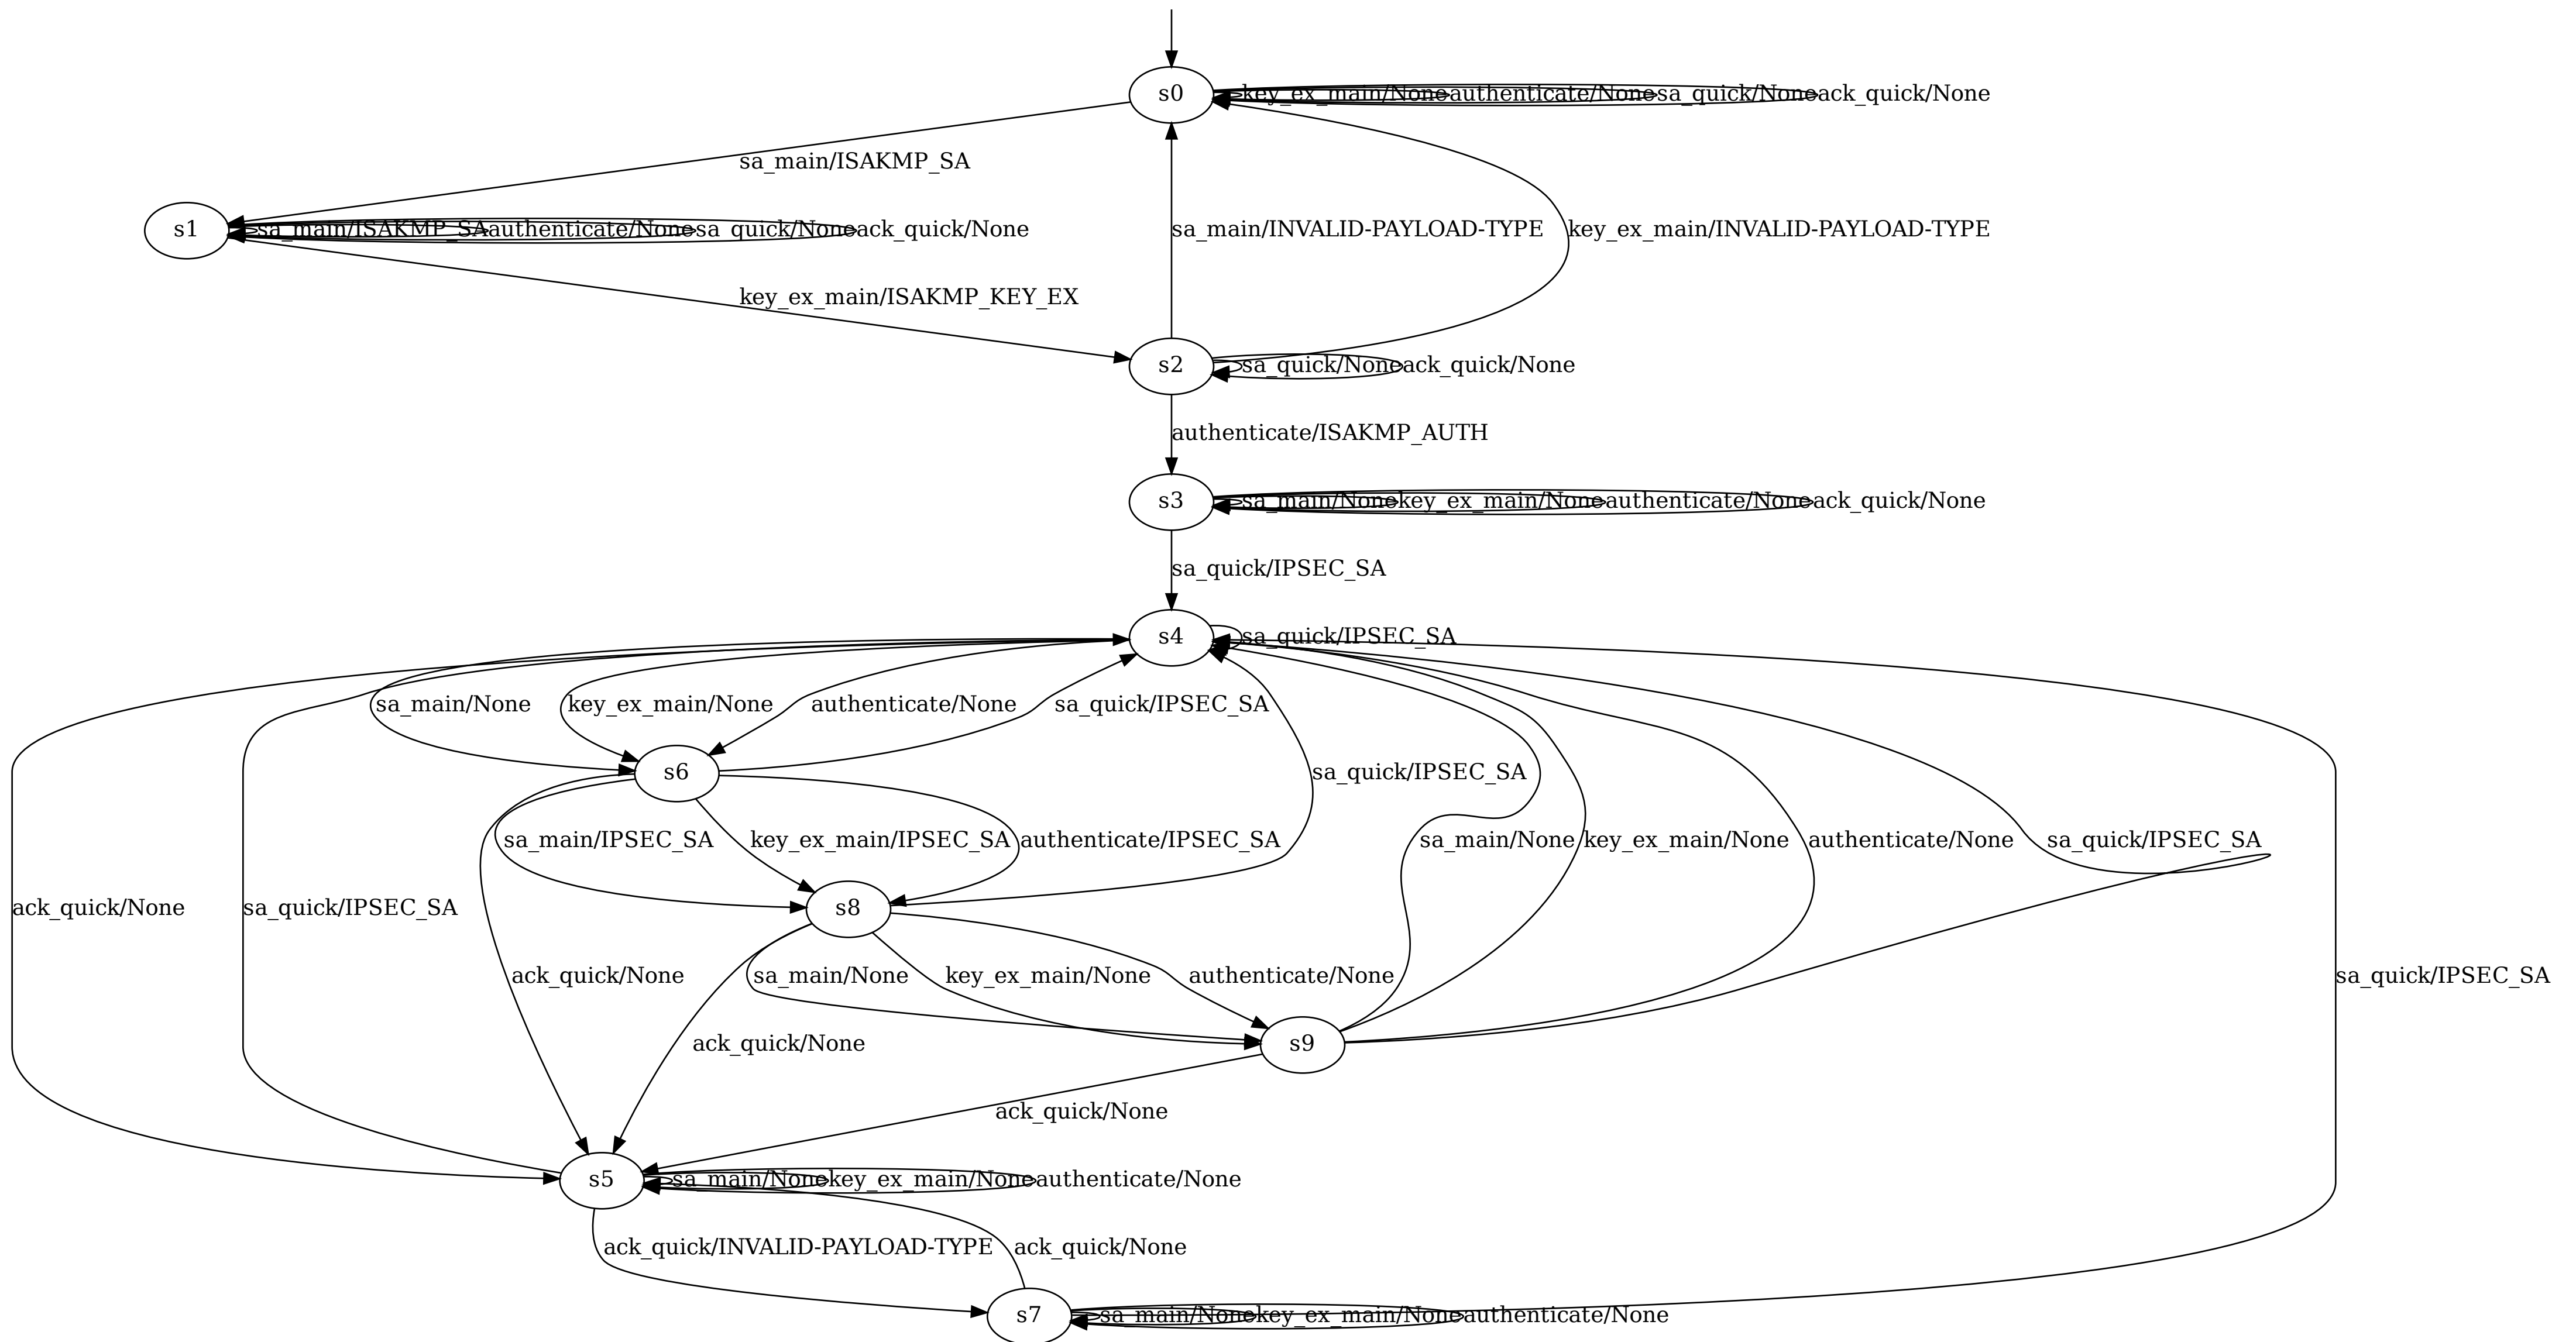 s0
key_ex_main/None
authenticate/None
sa_quick/None
ack_quick/None
sa_main/ISAKMP_SA
s1
sa_main/ISAKMP_SA
authenticate/None
sa_quick/None
ack_quick/None
sa_main/INVALID-PAYLOAD-TYPE
key_ex_main/INVALID-PAYLOAD-TYPE
key_ex_main/ISAKMP_KEY_EX
s2
sa_quick/None
ack_quick/None
authenticate/ISAKMP_AUTH
s3
sa_main/None
key_ex_main/None
authenticate/None
ack_quick/None
sa_quick/IPSEC_SA
s4
sa_quick/IPSEC_SA
sa_main/None
key_ex_main/None
authenticate/None
sa_quick/IPSEC_SA
s6
sa_quick/IPSEC_SA
sa_main/IPSEC_SA
key_ex_main/IPSEC_SA
authenticate/IPSEC_SA
sa_main/None
key_ex_main/None
authenticate/None
sa_quick/IPSEC_SA
ack_quick/None
sa_quick/IPSEC_SA
s8
ack_quick/None
sa_main/None
key_ex_main/None
authenticate/None
sa_quick/IPSEC_SA
ack_quick/None
s9
ack_quick/None
s5
sa_main/None
key_ex_main/None
authenticate/None
ack_quick/INVALID-PAYLOAD-TYPE
ack_quick/None
s7
sa_main/None
key_ex_main/None
authenticate/None